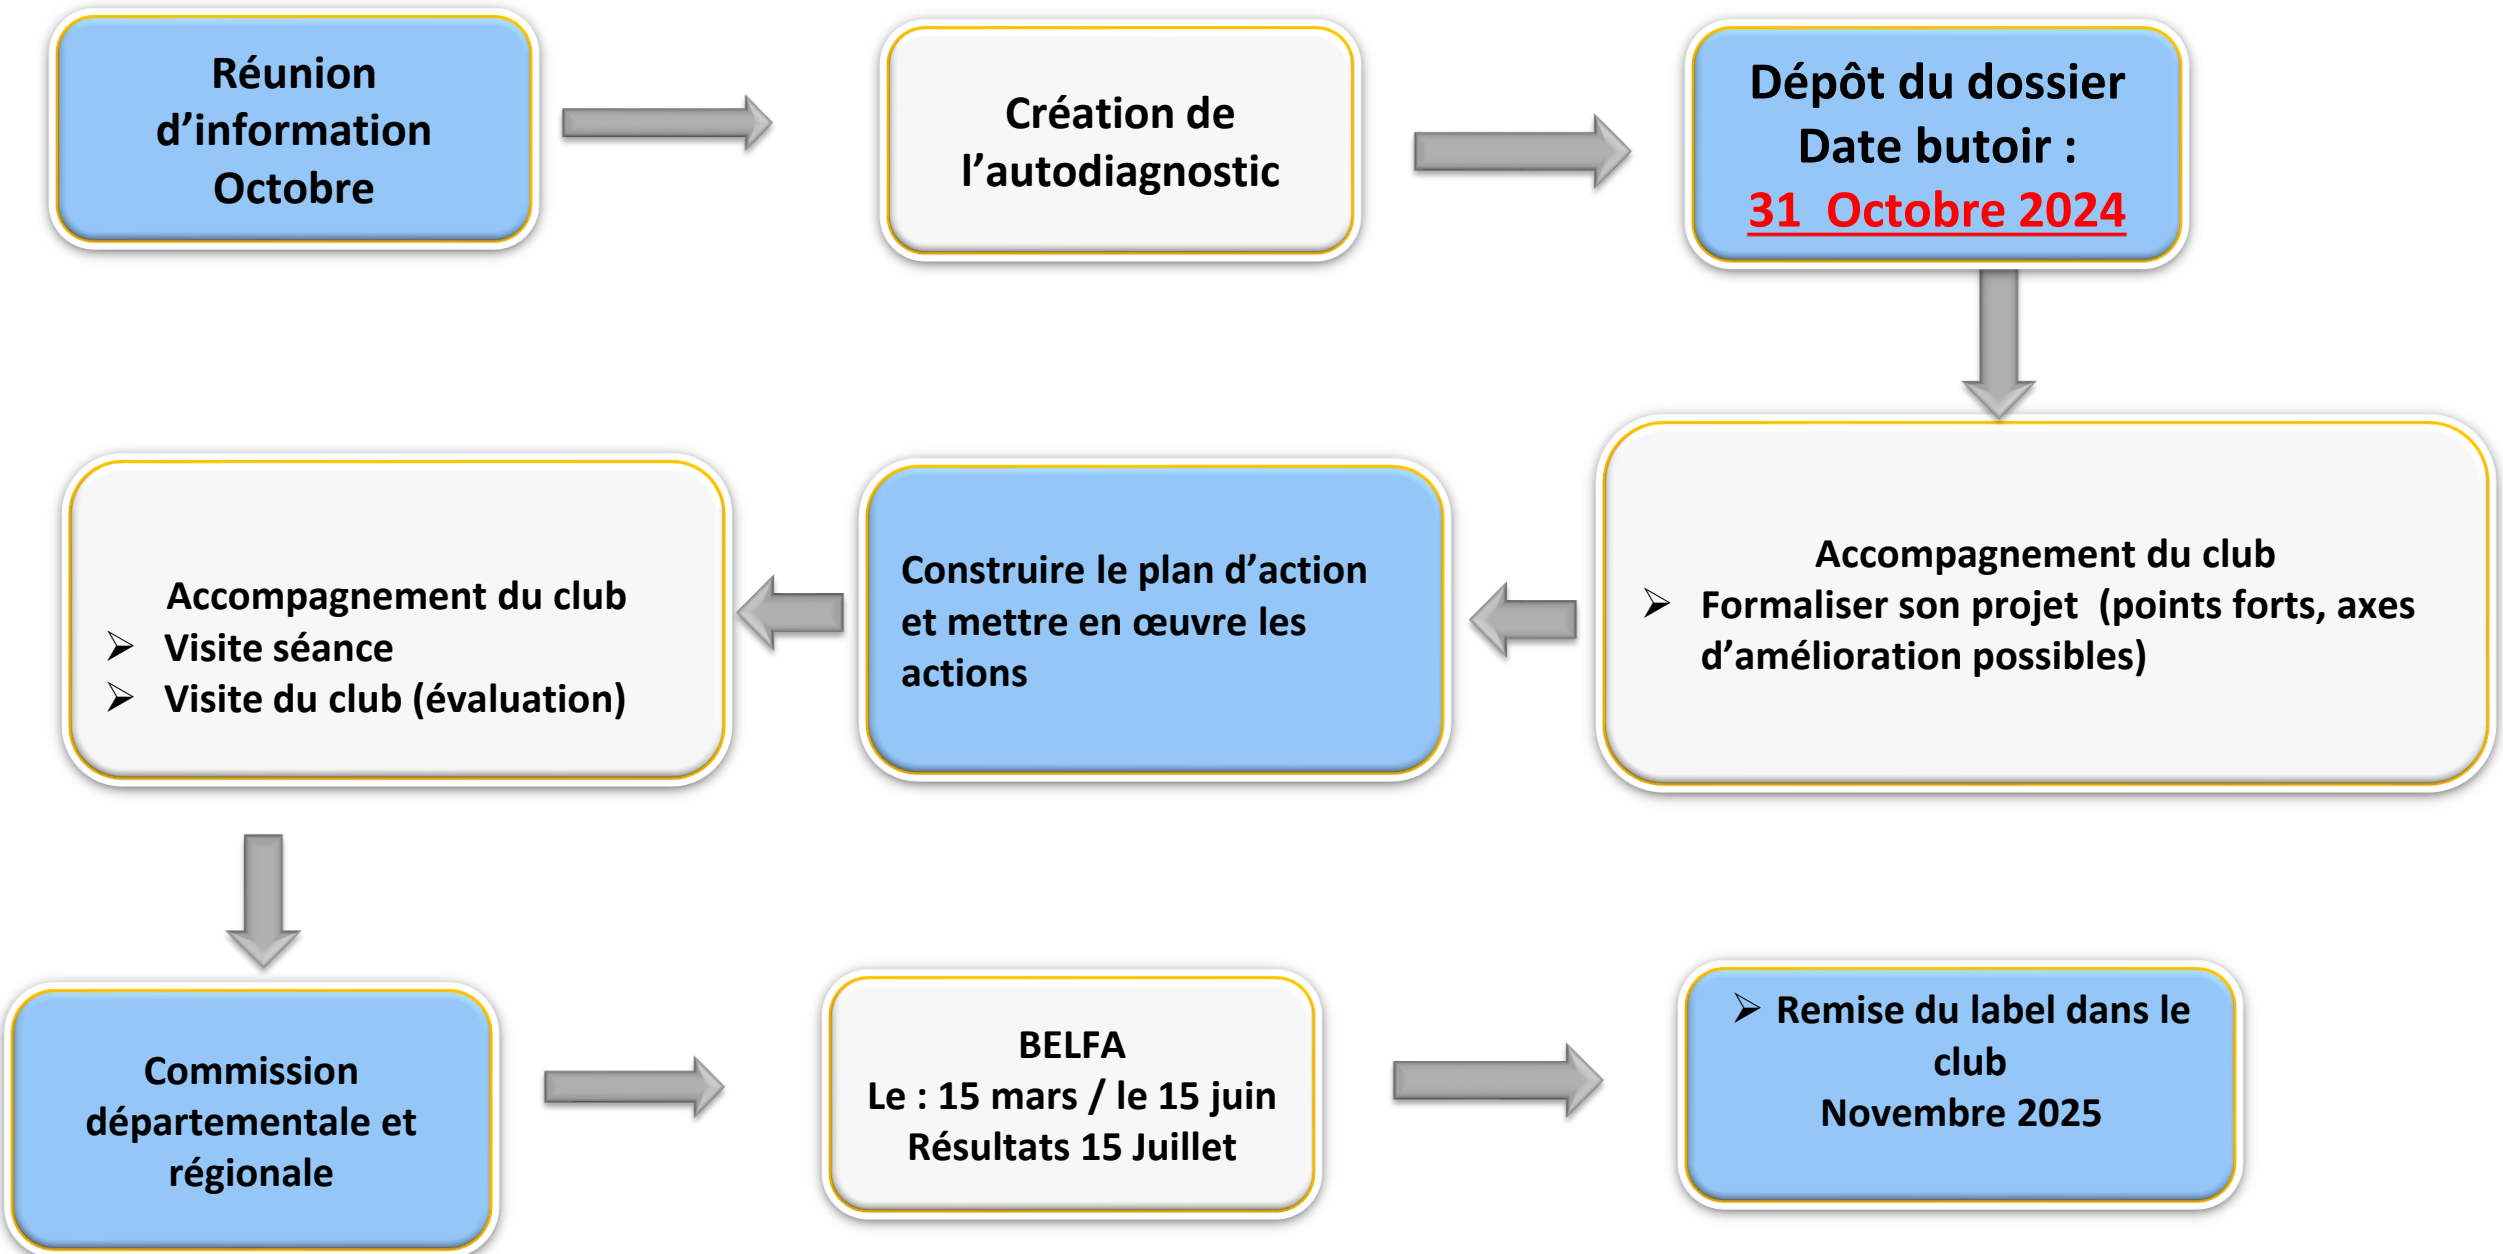 Réunion
d’information
Octobre
Création de
l’autodiagnostic
Dépôt du dossier
Date butoir :
31 Octobre 2024
Accompagnement du club
➢ Formaliser son projet (points forts, axes
d’amélioration possibles)
Construire le plan d’action
et mettre en œuvre les
actions
Accompagnement du club
➢ Visite séance
➢ Visite du club (évaluation)
Commission
départementale et
régionale
BELFA
Le : 15 mars / le 15 juin
Résultats 15 Juillet
➢ Remise du label dans le
club
Novembre 2025